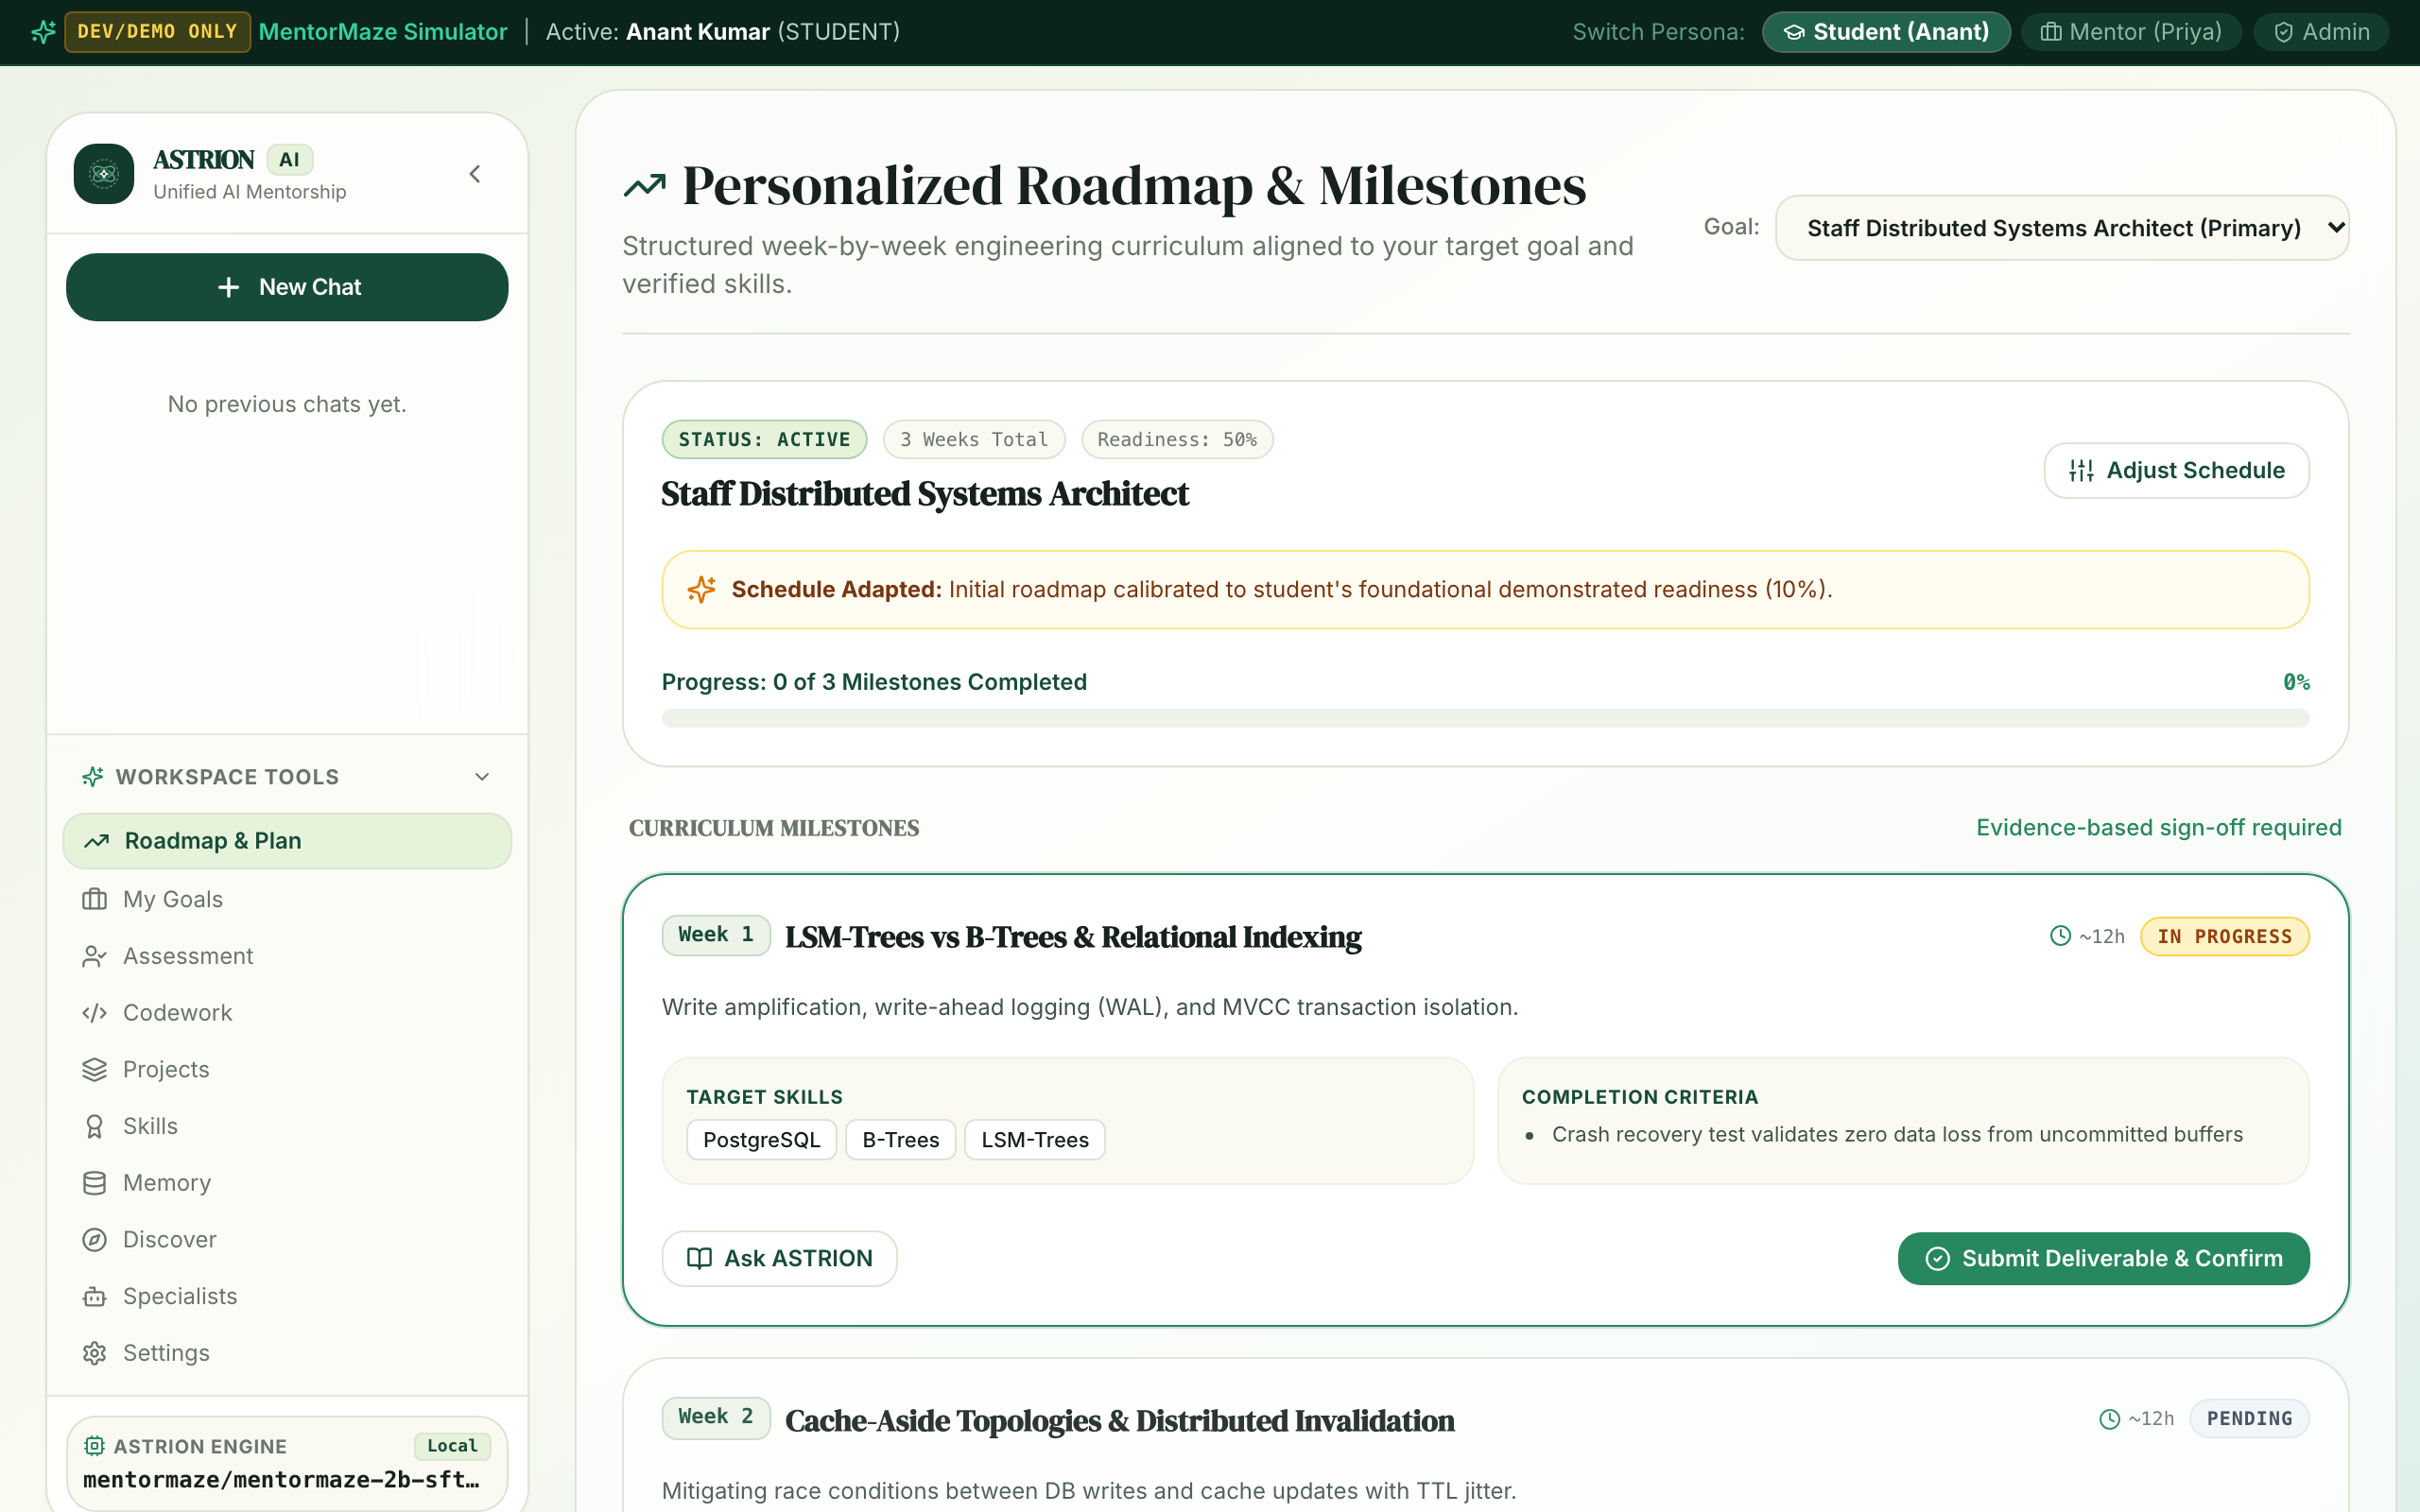 DEV/DEMO ONLY MentorMaze Simulator Active: Anant Kumar (STUDENT) Switch Persona: Student (Anant) Mentor (Priya) Admin
ASTRION AI
Unified AI Mentorship
New Chat
No previous chats yet.
WORKSPACE TOOLS
Roadmap & Plan
My Goals
Assessment
Codework
Projects
Skills
Memory
Discover
Specialists
Settings
ASTRION ENGINE Local
mentormaze/mentormaze-2b-sft…
Personalized Roadmap & Milestones
Structured week-by-week engineering curriculum aligned to your target goal and
verified skills.
Goal: Staff Distributed Systems Architect (Primary)
STATUS: ACTIVE 3 Weeks Total Readiness: 50%
Staff Distributed Systems Architect
Adjust Schedule
Schedule Adapted: Initial roadmap calibrated to student's foundational demonstrated readiness (10%).
Progress: 0 of 3 Milestones Completed 0%
CURRICULUM MILESTONES Evidence-based sign-off required
Week 1 LSM-Trees vs B-Trees & Relational Indexing ~12h IN PROGRESS
Write amplification, write-ahead logging (WAL), and MVCC transaction isolation.
TARGET SKILLS
PostgreSQL B-Trees LSM-Trees
COMPLETION CRITERIA
• Crash recovery test validates zero data loss from uncommitted buffers
Ask ASTRION Submit Deliverable & Confirm
Week 2 Cache-Aside Topologies & Distributed Invalidation ~12h PENDING
Mitigating race conditions between DB writes and cache updates with TTL jitter.